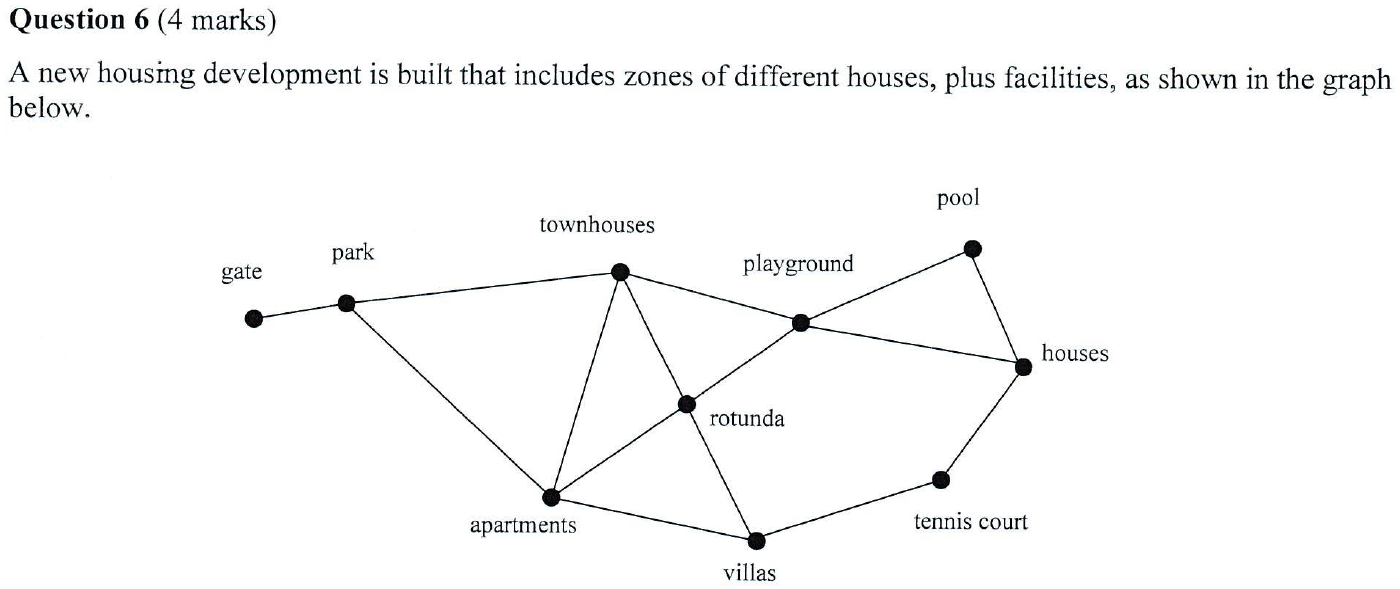 Question 6 (4 marks)
A new housing development is built that includes zones of different houses, plus facilities, as shown in the graph
below.
pool
townhouses
park
playground
gate
houses
rotunda
apartments
tennis court
villas